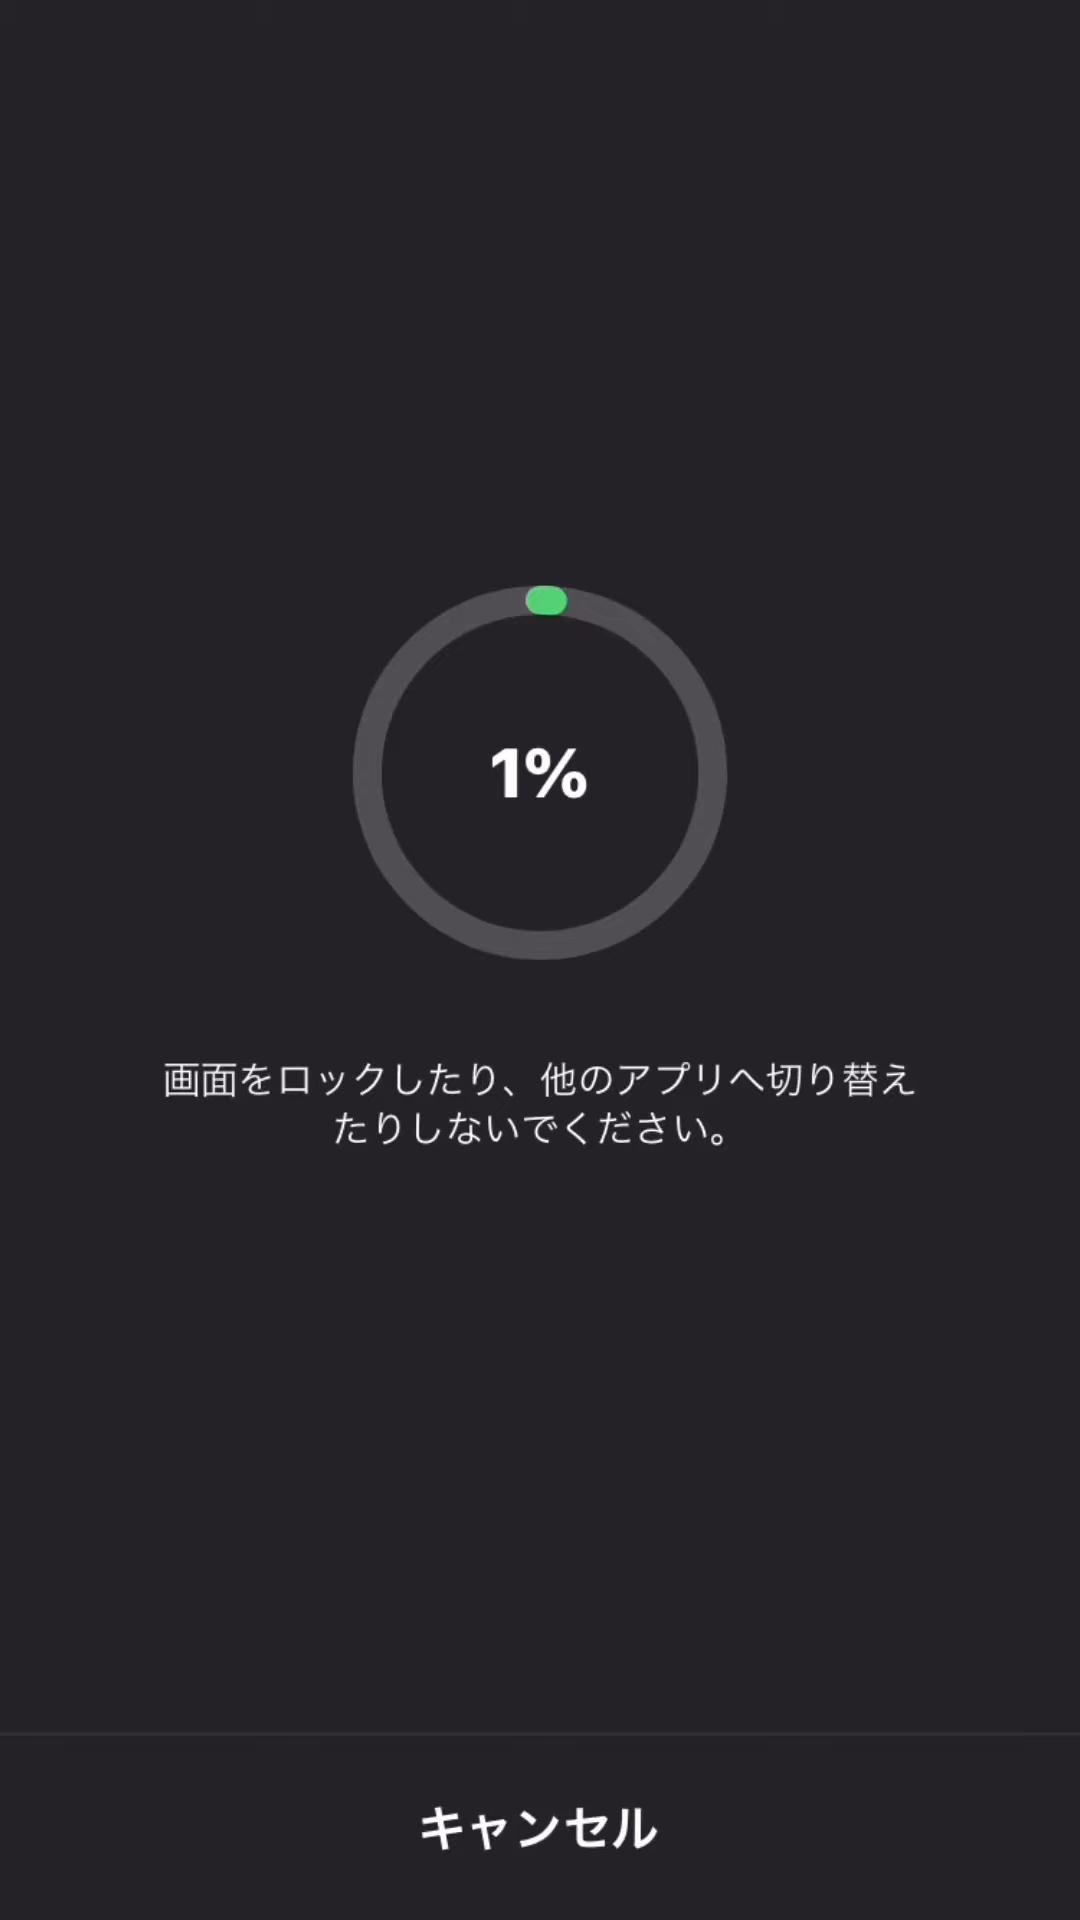 1%
画面をロックしたり、他のアプリへ切り替え
たりしないでください。
キャンセル